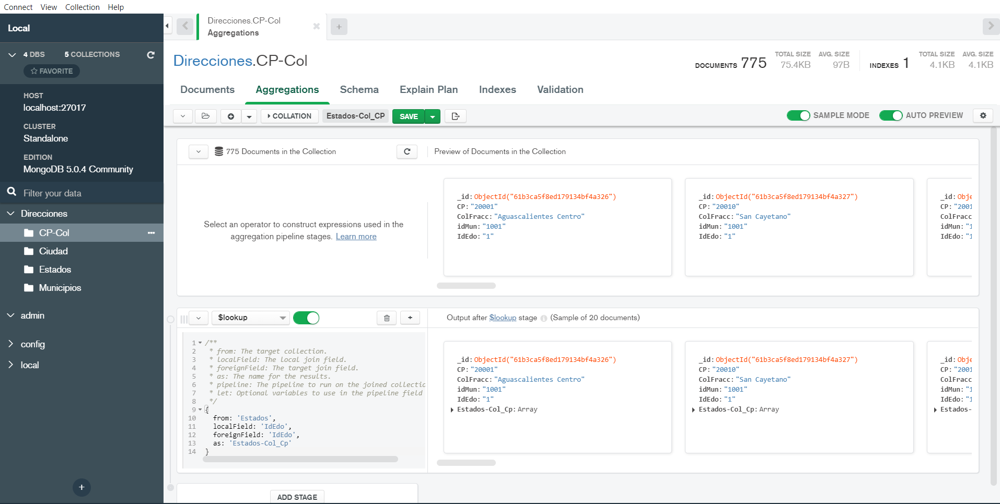 Connect View Collection Help
Local
4 DBS 5 COLLECTIONS
FAVORITE
HOST
localhost:27017
CLUSTER
Standalone
EDITION
MongoDB 5.0.4 Community
Filter your data
Direcciones
CP-Col
Ciudad
Estados
Municipios
admin
config
local
Direcciones.CP-Col
Aggregations
Direcciones.CP-Col
DOCUMENTS 775
TOTAL SIZE 75.4KB
AVG. SIZE 97B
INDEXES 1
TOTAL SIZE 4.1KB
AVG. SIZE 4.1KB
Documents Aggregations Schema Explain Plan Indexes Validation
COLLATION Estados-Col_CP SAVE SAMPLE MODE AUTO PREVIEW
775 Documents in the Collection
Preview of Documents in the Collection
Select an operator to construct expressions used in the
aggregation pipeline stages. Learn more
_id: ObjectId("61b3ca5f8ed179134bf4a326")
CP: "20001"
ColFracc: "Aguascalientes Centro"
idMun: "1001"
IdEdo: "1"
_id: ObjectId("61b3ca5f8ed179134bf4a327")
CP: "20010"
ColFracc: "San Cayetano"
idMun: "1001"
IdEdo: "1"
_id: Obje
CP: "2001
ColFracc
idMun: "1
IdEdo: "1
$lookup
Output after $lookup stage (Sample of 20 documents)
1 /**
2 * from: The target collection.
3 * localField: The local join field.
4 * foreignField: The target join field.
5 * as: The name for the results.
6 * pipeline: The pipeline to run on the joined collectio
7 * let: Optional variables to use in the pipeline field
8 */
9 {
10 from: 'Estados',
11 localField: 'IdEdo',
12 foreignField: 'IdEdo',
13 as: 'Estados-Col_Cp'
14 }
_id: ObjectId("61b3ca5f8ed179134bf4a326")
CP: "20001"
ColFracc: "Aguascalientes Centro"
idMun: "1001"
IdEdo: "1"
Estados-Col_Cp: Array
_id: ObjectId("61b3ca5f8ed179134bf4a327")
CP: "20010"
ColFracc: "San Cayetano"
idMun: "1001"
IdEdo: "1"
Estados-Col_Cp: Array
_id: Obje
CP: "2001
ColFracc
idMun: "1
IdEdo: "1
Estados-
ADD STAGE